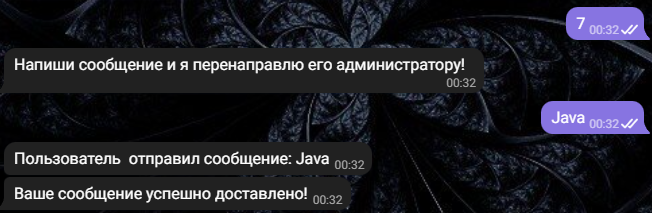 7 00:32
Напиши сообщение и я перенаправлю его администратору!
00:32
Java 00:32
Пользователь  отправил сообщение: Java 00:32
Ваше сообщение успешно доставлено! 00:32